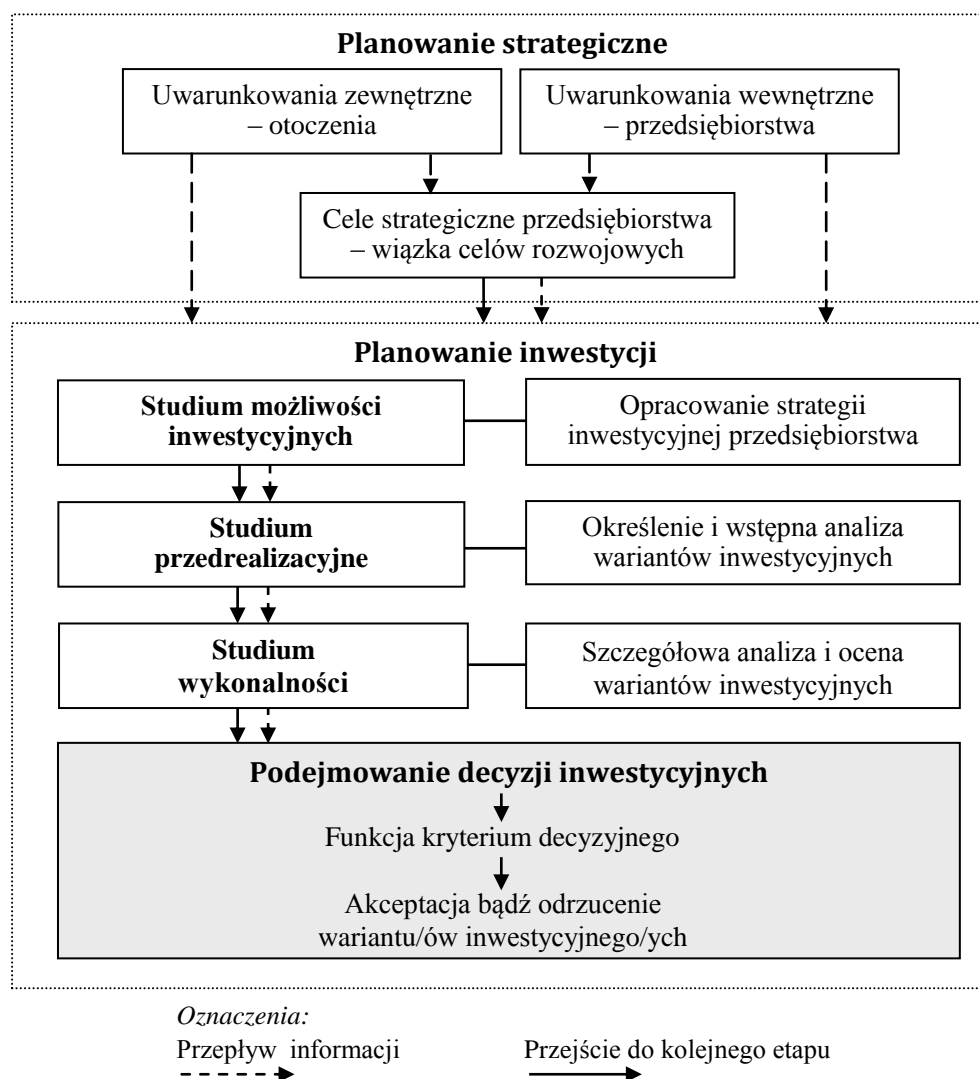 Planowanie strategiczne
Uwarunkowania zewnętrzne
– otoczenia
Uwarunkowania wewnętrzne
– przedsiębiorstwa
Cele strategiczne przedsiębiorstwa
– wiązka celów rozwojowych
Planowanie inwestycji
Studium możliwości
inwestycyjnych
Opracowanie strategii
inwestycyjnej przedsiębiorstwa
Studium
przedrealizacyjne
Określenie i wstępna analiza
wariantów inwestycyjnych
Studium
wykonalności
Szczegółowa analiza i ocena
wariantów inwestycyjnych
Podejmowanie decyzji inwestycyjnych
Funkcja kryterium decyzyjnego
Akceptacja bądź odrzucenie
wariantu/ów inwestycyjnego/ych
Oznaczenia:
Przepływ informacji
Przejście do kolejnego etapu